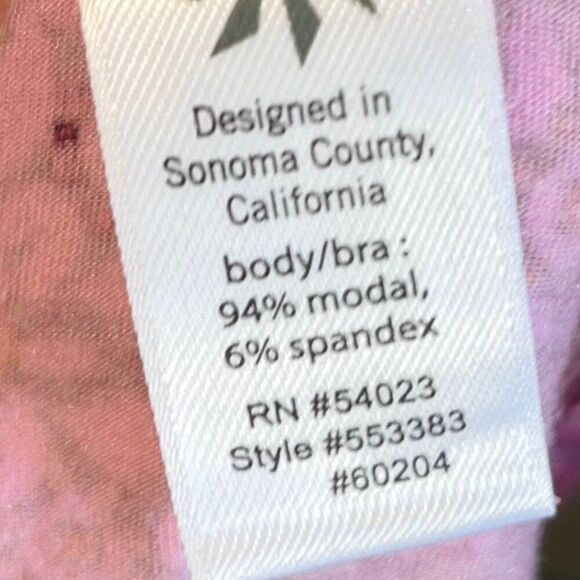 Designed in
Sonoma County,
California
body/bra :
94% modal,
6% spandex
RN #54023
Style #553383
#60204